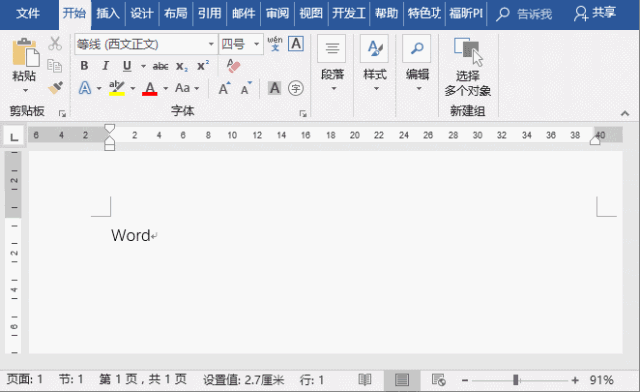 文件 开始 插入 设计 布局 引用 邮件 审阅 视图 开发工 帮助 特色功 福昕PI 告诉我 共享
等线 (西文正文) 四号 wén 文 A
粘贴 B I U abc x₂ x² 段落 样式 编辑 选择
多个对象
A aby A Aa A A A 字
剪贴板 字体 新建组
L 6 4 2 2 4 6 8 10 12 14 16 18 20 22 24 26 28 30 32 34 36 38 40
2
Word
2
4
6
页面: 1 节: 1 第 1 页，共 1 页 设置值: 2.7厘米 行: 1 91%